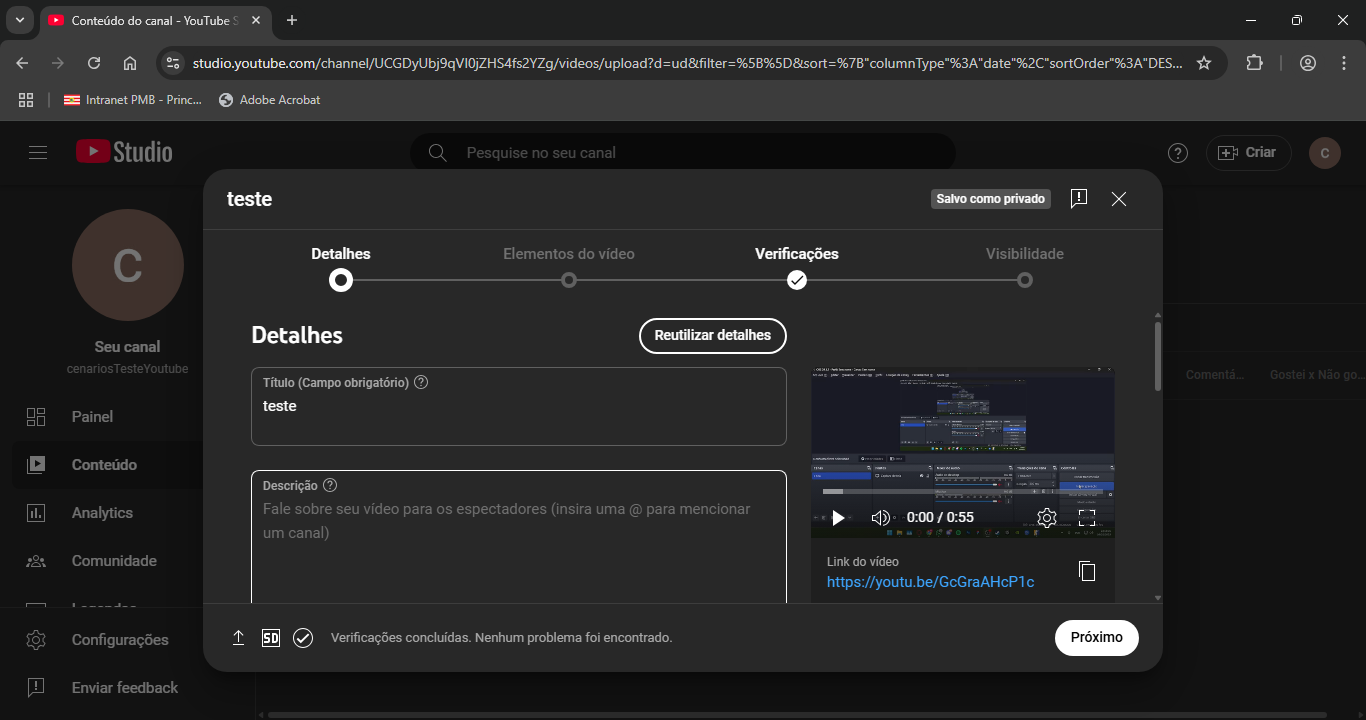 Conteúdo do canal - YouTube S
studio.youtube.com/channel/UCGDyUbj9qVI0jZHS4fs2YZg/videos/upload?d=ud&filter=%5B%5D&sort=%7B"columnType"%3A"date"%2C"sortOrder"%3A"DES...
Intranet PMB - Princ...
Adobe Acrobat
Studio
Pesquise no seu canal
Criar
C
teste
Salvo como privado
Detalhes
Elementos do vídeo
Verificações
Visibilidade
C
Seu canal
cenariosTesteYoutube
Painel
Conteúdo
Analytics
Comunidade
Configurações
Enviar feedback
Detalhes
Reutilizar detalhes
Título (Campo obrigatório)
teste
Descrição
Fale sobre seu vídeo para os espectadores (insira uma @ para mencionar
um canal)
0:00 / 0:55
Link do vídeo
https://youtu.be/GcGraAHcP1c
Comentá...
Gostei x Não go...
SD
Verificações concluídas. Nenhum problema foi encontrado.
Próximo